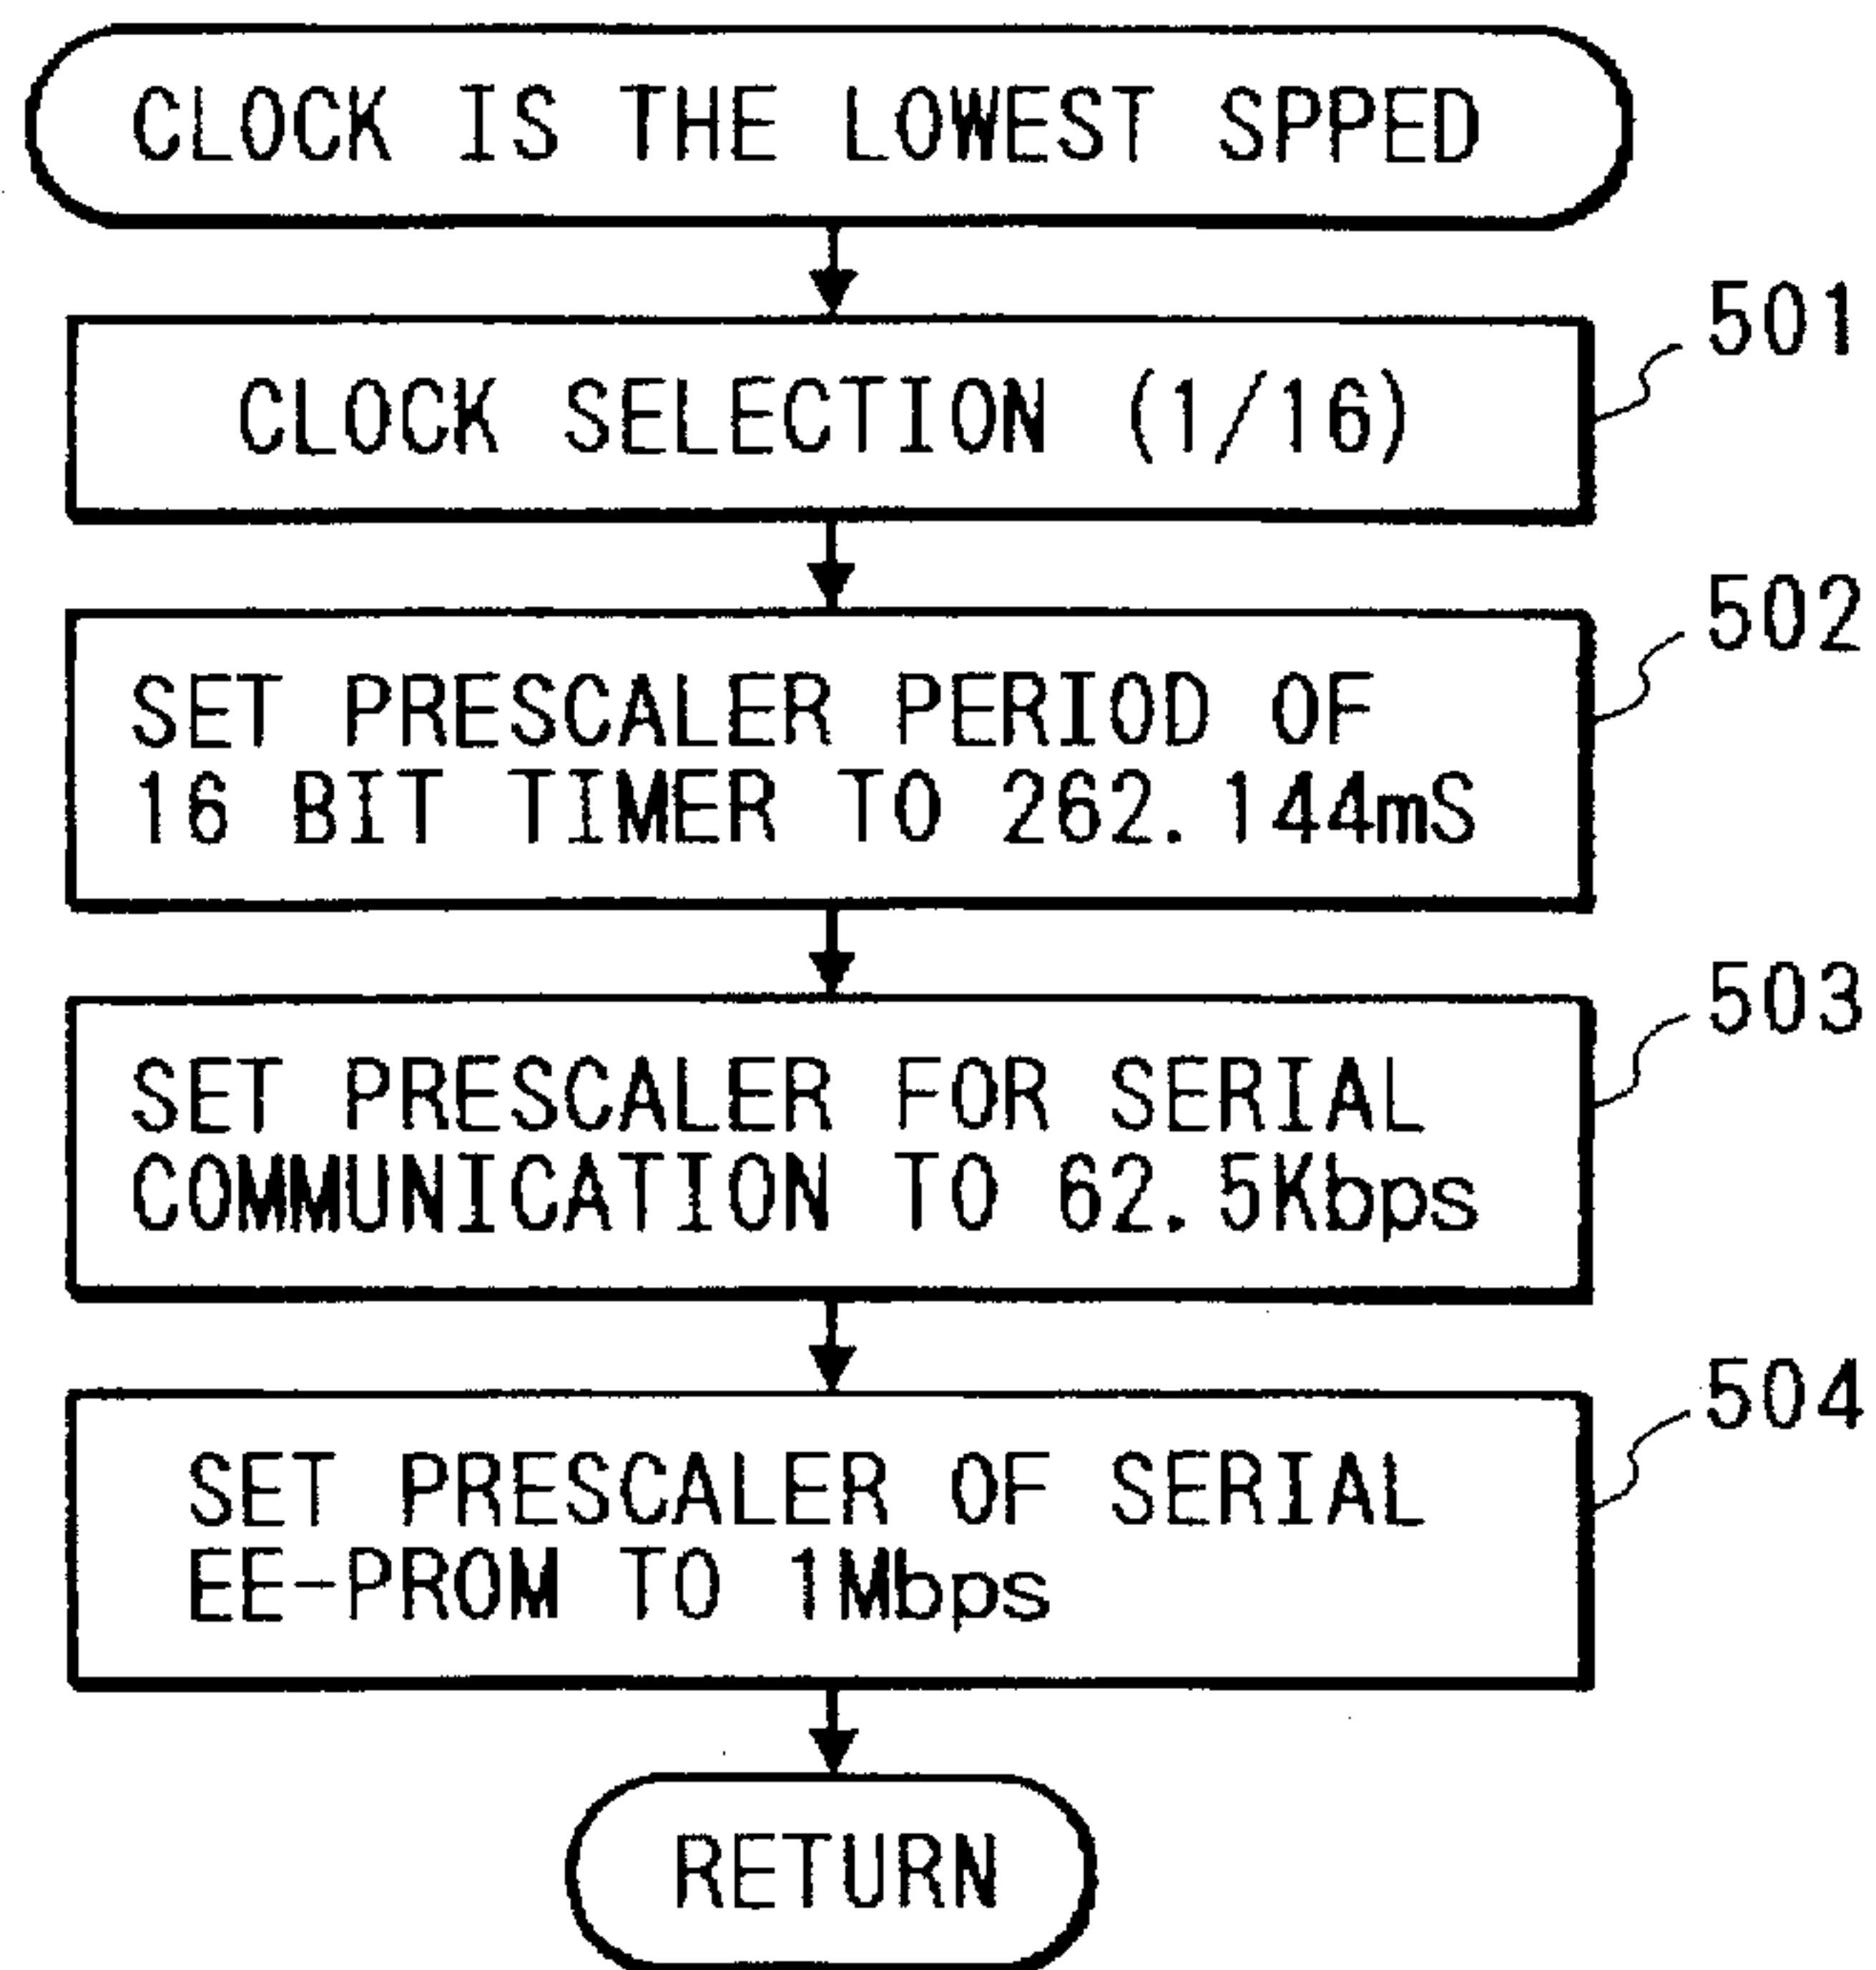 CLOCK IS THE LOWEST SPPED
501
CLOCK SELECTION (1/16)
502
SET PRESCALER PERIOD OF
16 BIT TIMER TO 262.144mS
503
SET PRESCALER FOR SERIAL
COMMUNICATION TO 62.5Kbps
504
SET PRESCALER OF SERIAL
EE-PROM TO 1Mbps
RETURN